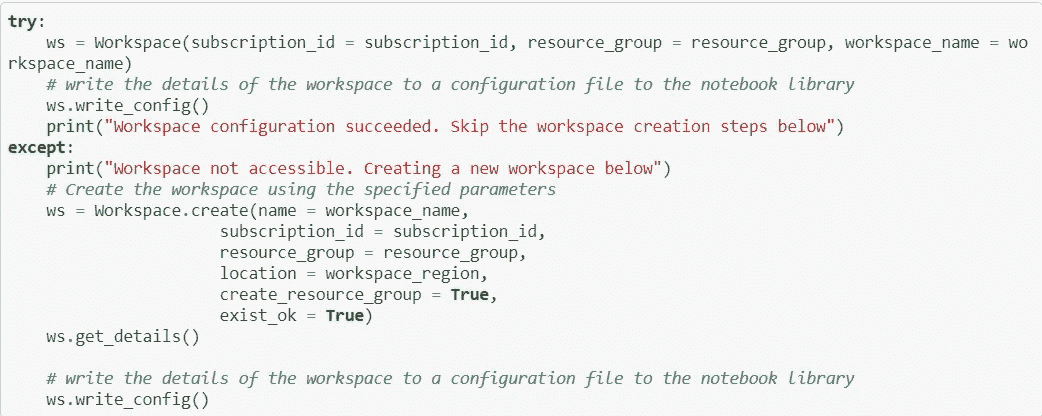 try:
    ws = Workspace(subscription_id = subscription_id, resource_group = resource_group, workspace_name = wo
rkspace_name)
    # write the details of the workspace to a configuration file to the notebook library
    ws.write_config()
    print("Workspace configuration succeeded. Skip the workspace creation steps below")
except:
    print("Workspace not accessible. Creating a new workspace below")
    # Create the workspace using the specified parameters
    ws = Workspace.create(name = workspace_name,
                      subscription_id = subscription_id,
                      resource_group = resource_group,
                      location = workspace_region,
                      create_resource_group = True,
                      exist_ok = True)
    ws.get_details()

    # write the details of the workspace to a configuration file to the notebook library
    ws.write_config()